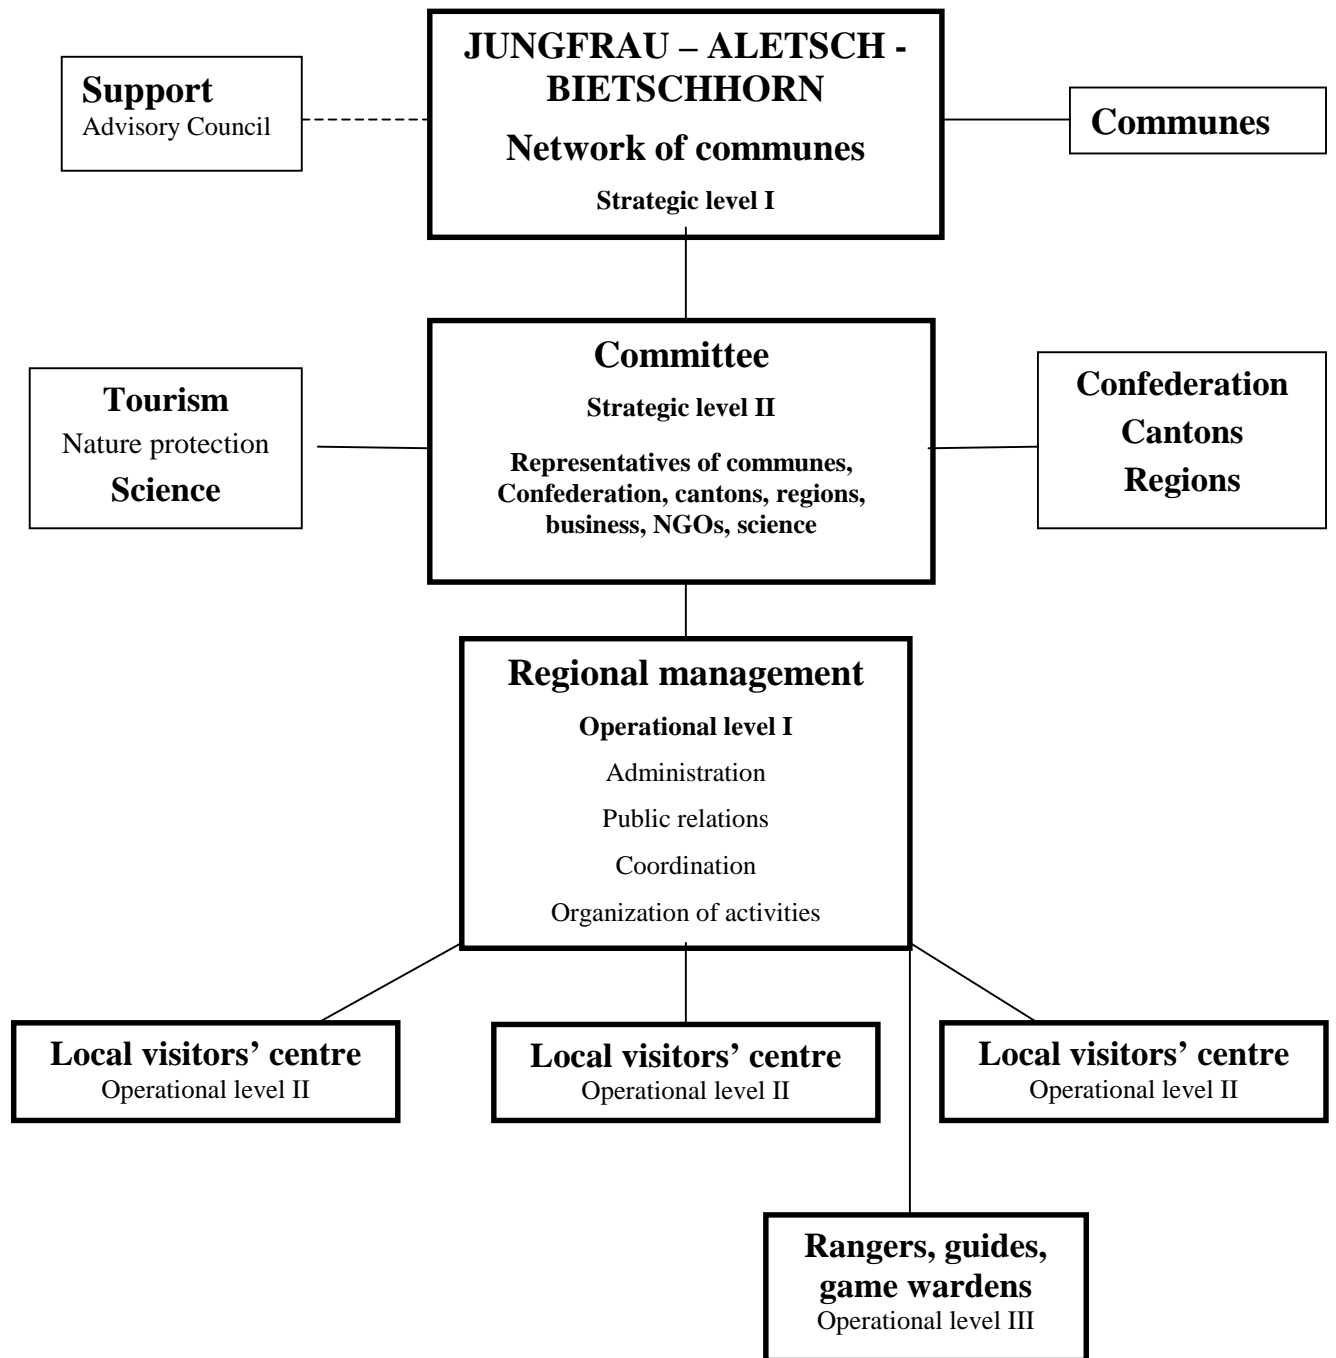 JUNGFRAU – ALETSCH -
BIETSCHHORN
Network of communes
Strategic level I
Support
Advisory Council
Communes
Committee
Strategic level II
Representatives of communes,
Confederation, cantons, regions,
business, NGOs, science
Tourism
Nature protection
Science
Confederation
Cantons
Regions
Regional management
Operational level I
Administration
Public relations
Coordination
Organization of activities
Local visitors’ centre
Operational level II
Local visitors’ centre
Operational level II
Local visitors’ centre
Operational level II
Rangers, guides,
game wardens
Operational level III